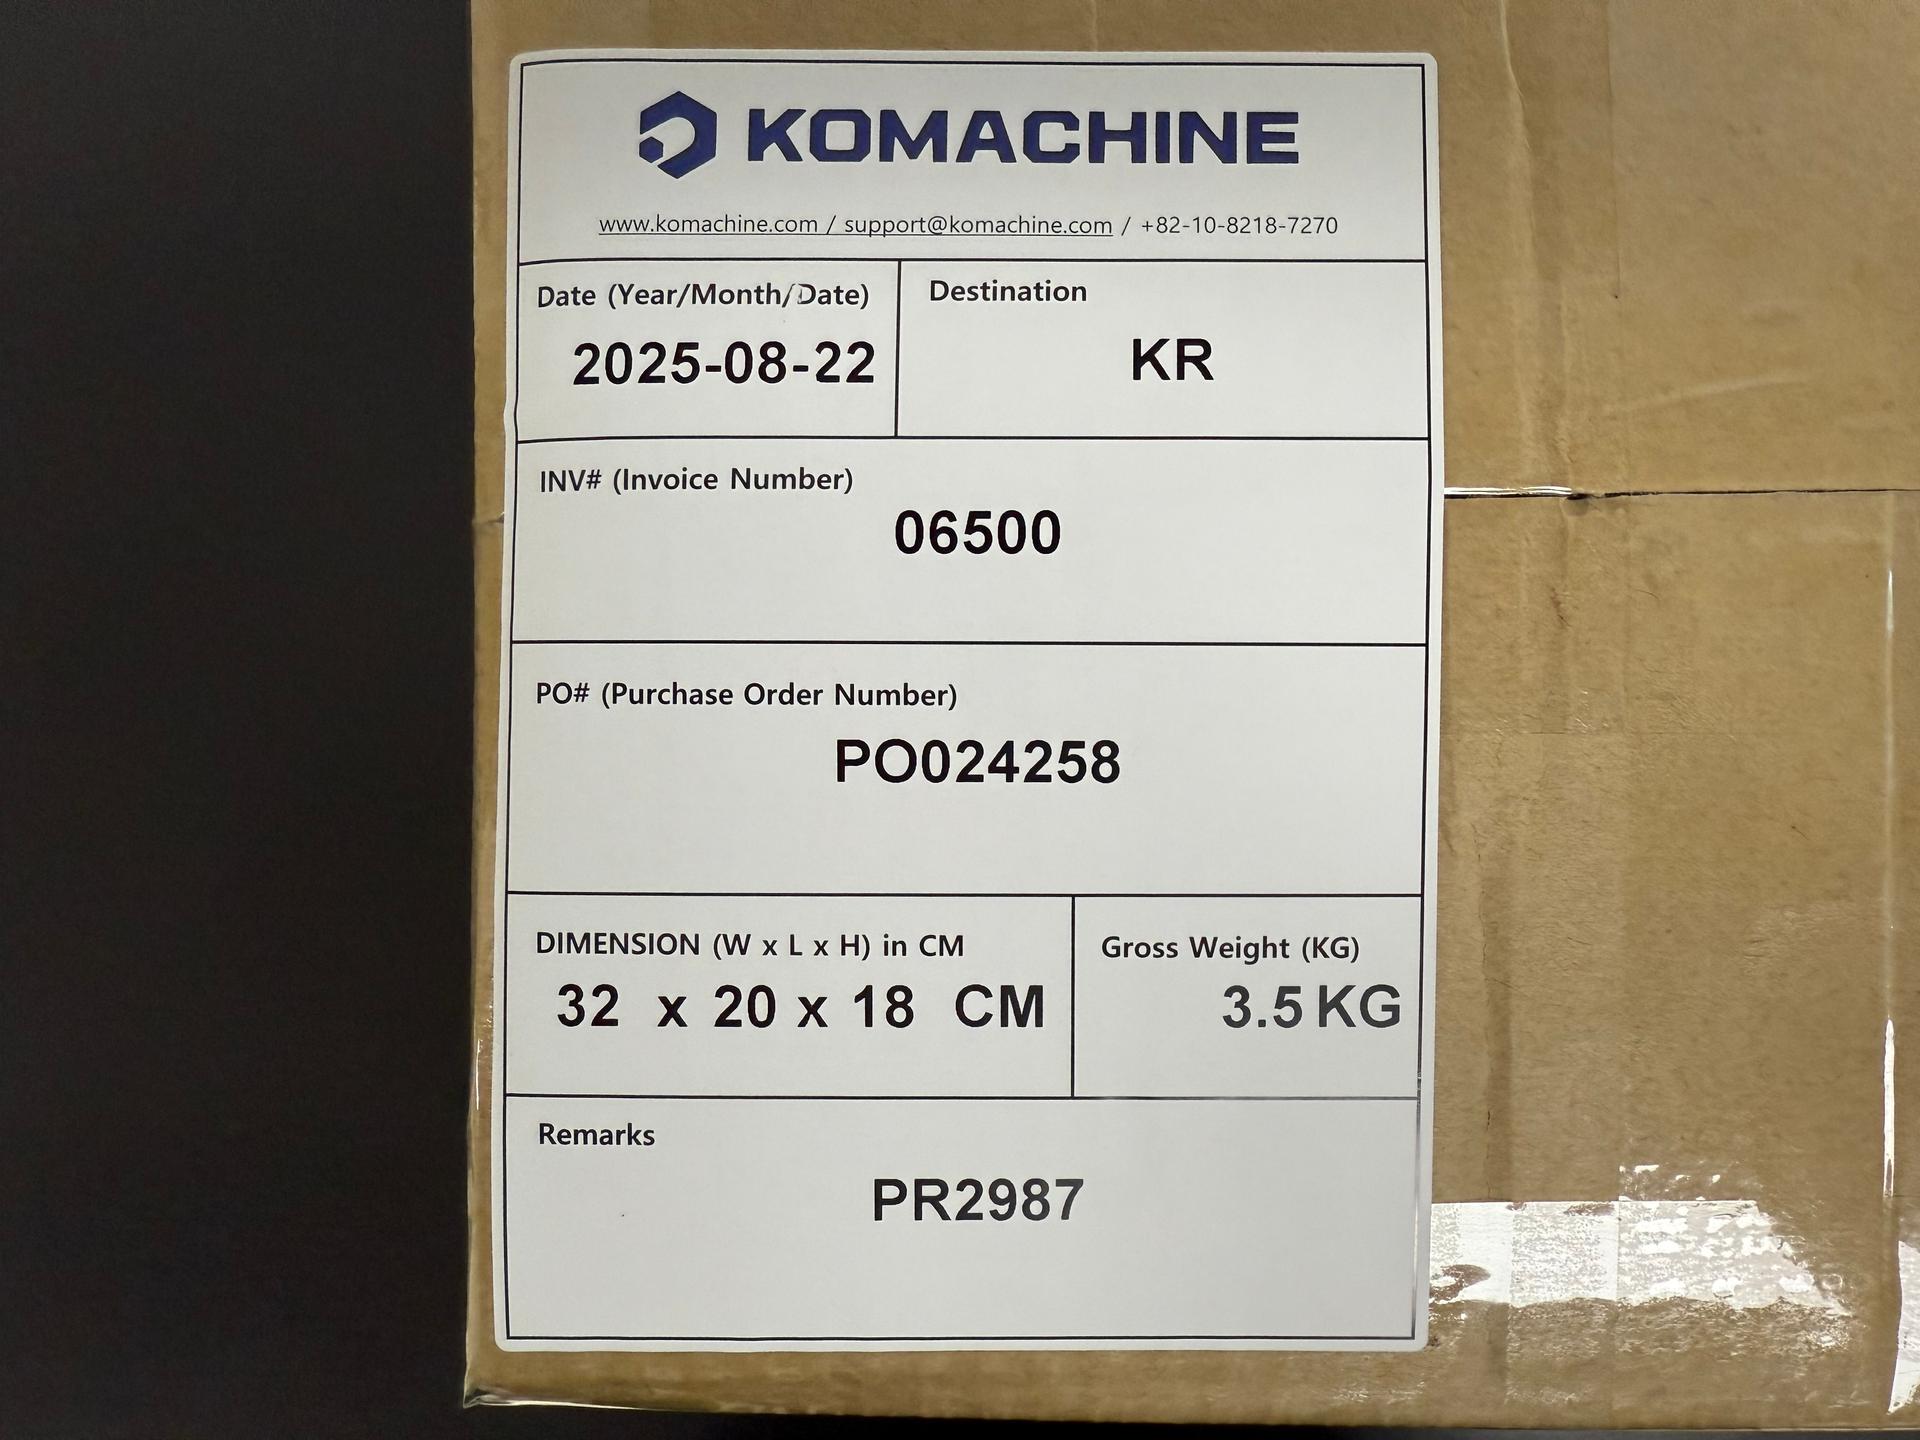 KOMACHINE
www.komachine.com / support@komachine.com / +82-10-8218-7270
Date (Year/Month/Date)
2025-08-22
Destination
KR
INV# (Invoice Number)
06500
PO# (Purchase Order Number)
PO024258
DIMENSION (W x L x H) in CM
32 x 20 x 18 CM
Gross Weight (KG)
3.5 KG
Remarks
PR2987